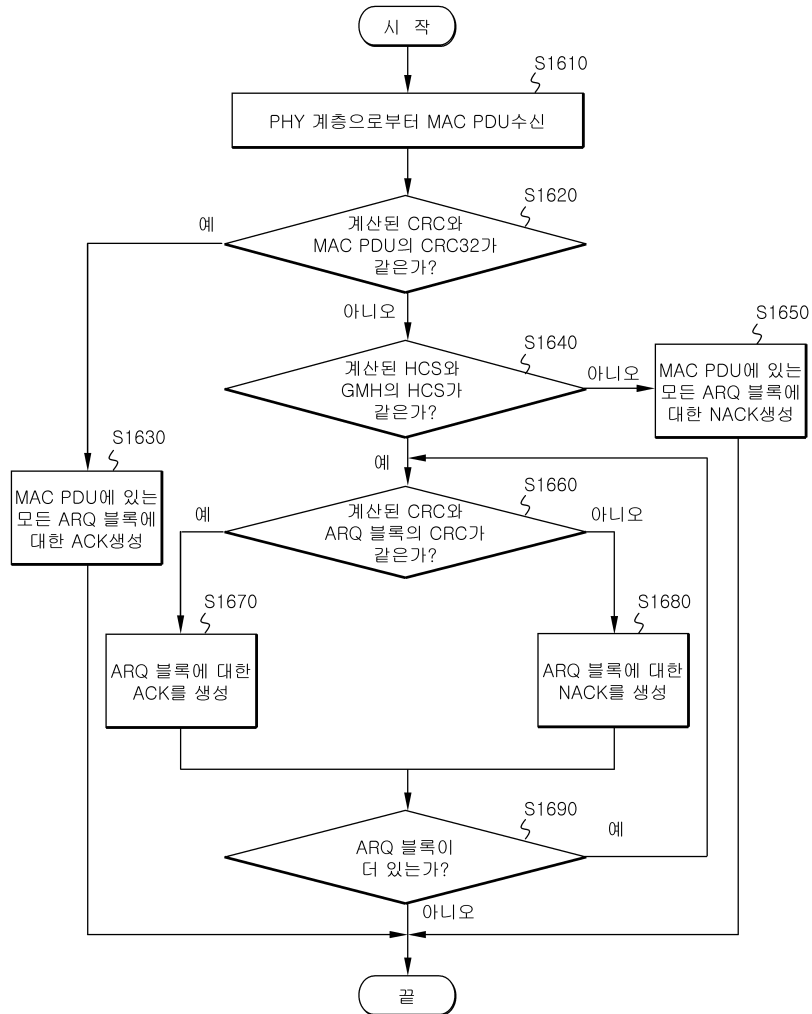 시 작
S1610
PHY 계층으로부터 MAC PDU수신
S1620
예
계산된 CRC와
MAC PDU의 CRC32가
같은가?
아니오
S1640
계산된 HCS와
GMH의 HCS가
같은가?
아니오
S1650
MAC PDU에 있는
모든 ARQ 블록에
대한 NACK생성
예
S1630
MAC PDU에 있는
모든 ARQ 블록에
대한 ACK생성
S1660
예
계산된 CRC와
ARQ 블록의 CRC가
같은가?
아니오
S1670
ARQ 블록에 대한
ACK를 생성
S1680
ARQ 블록에 대한
NACK를 생성
S1690
ARQ 블록이
더 있는가?
예
아니오
끝